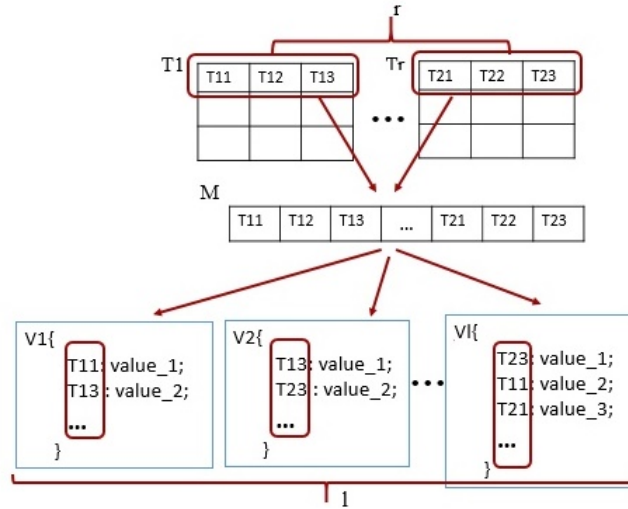 r
T1
Tr
T11 T12 T13
...
T21 T22 T23
M
T11 T12 T13 ... T21 T22 T23
V1{
T11: value_1;
T13 : value_2;
...
}
V2{
T13: value_1;
T23 : value_2;
...
}
...
Vl{
T23: value_1;
T11: value_2;
T21: value_3;
...
}
l